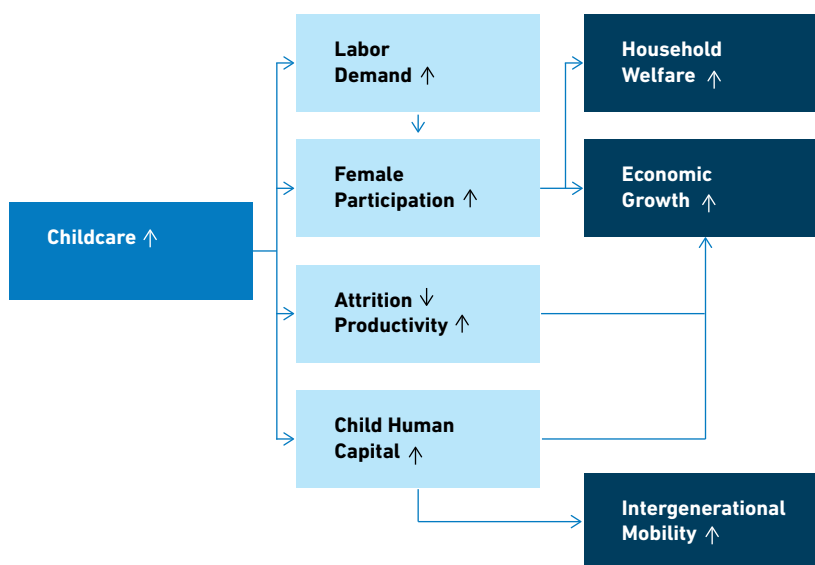 Labor
Demand ↑
Household
Welfare ↑
Female
Participation ↑
Economic
Growth ↑
Childcare ↑
Attrition ↓
Productivity ↑
Child Human
Capital ↑
Intergenerational
Mobility ↑